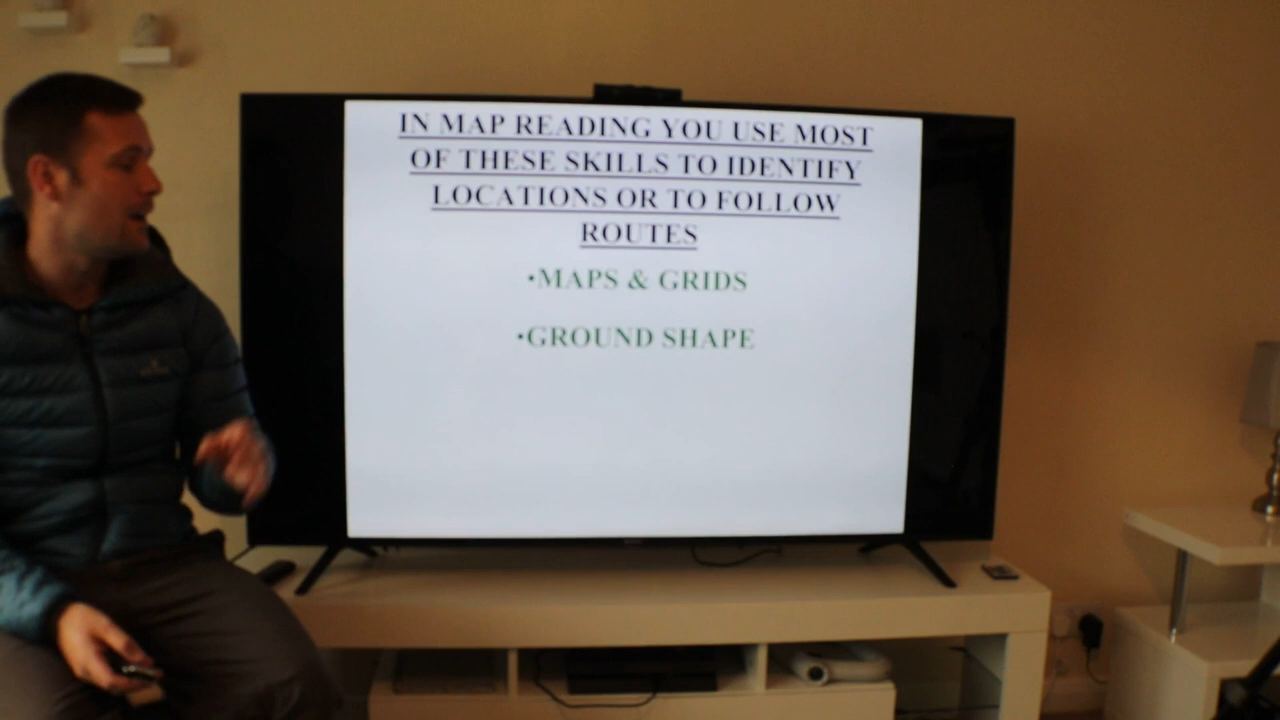 IN MAP READING YOU USE MOST
OF THESE SKILLS TO IDENTIFY
LOCATIONS OR TO FOLLOW
ROUTES
•MAPS & GRIDS
•GROUND SHAPE